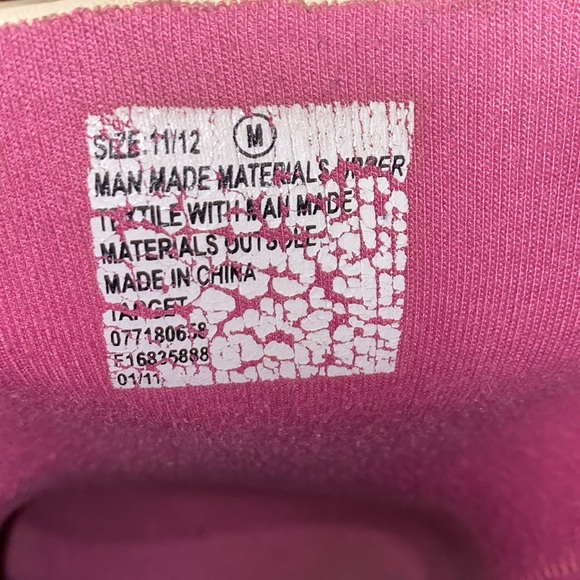 SIZE: 11/12 M
MAN MADE MATERIALS UPPER
TEXTILE WITH MAN MADE
MATERIALS OUTSOLE
MADE IN CHINA
TARGET
077180658
F16835888
01/11